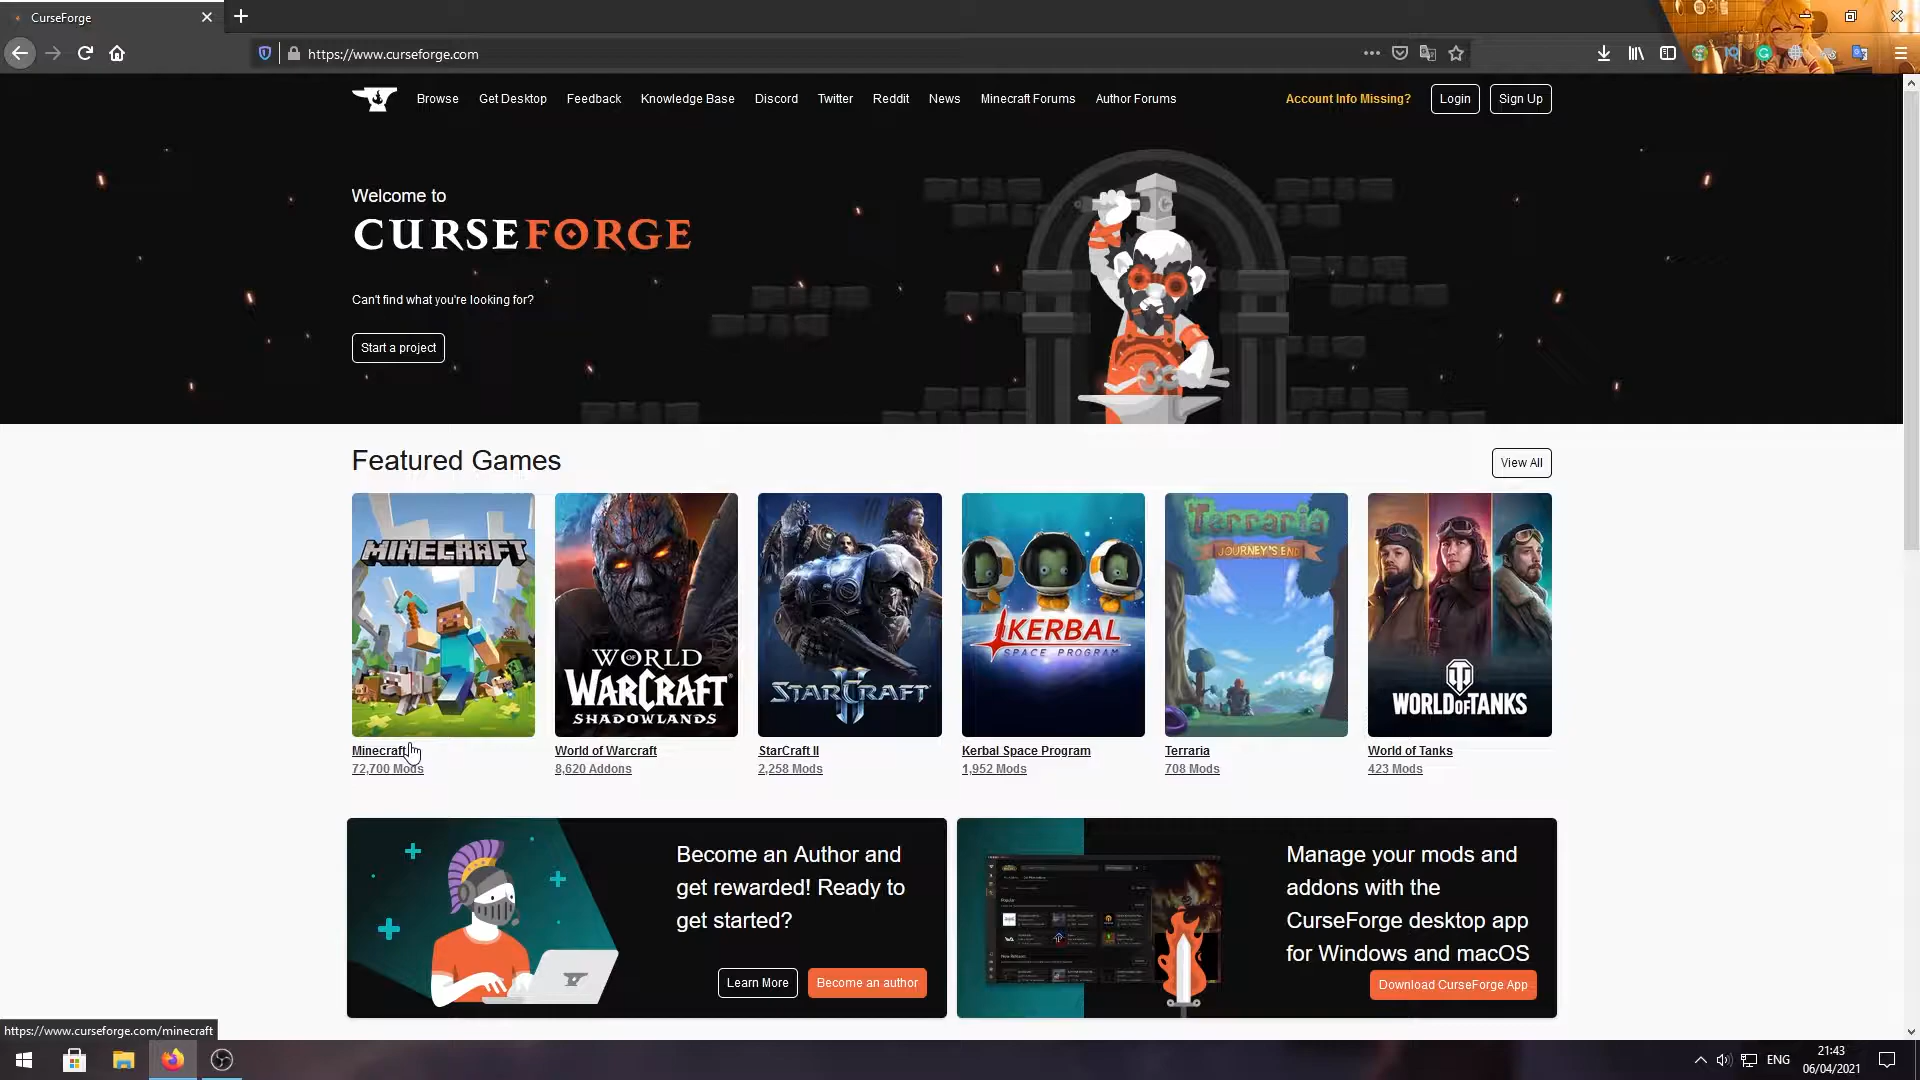 CurseForge
https://www.curseforge.com
Browse Get Desktop Feedback Knowledge Base Discord Twitter Reddit News Minecraft Forums Author Forums Account Info Missing? Login Sign Up
Welcome to
CURSEFORGE
Can't find what you're looking for?
Start a project
Featured Games
View All
MINECRAFT
WORLD OF WARCRAFT SHADOWLANDS
STARCRAFT II
KERBAL SPACE PROGRAM
Terraria JOURNEY'S END
WORLD OF TANKS
Minecraft
72,700 Mods
World of Warcraft
8,620 Addons
StarCraft II
2,258 Mods
Kerbal Space Program
1,952 Mods
Terraria
708 Mods
World of Tanks
423 Mods
Become an Author and
get rewarded! Ready to
get started?
Learn More Become an author
Manage your mods and
addons with the
CurseForge desktop app
for Windows and macOS
Download CurseForge App
https://www.curseforge.com/minecraft
ENG
21:43
06/04/2021